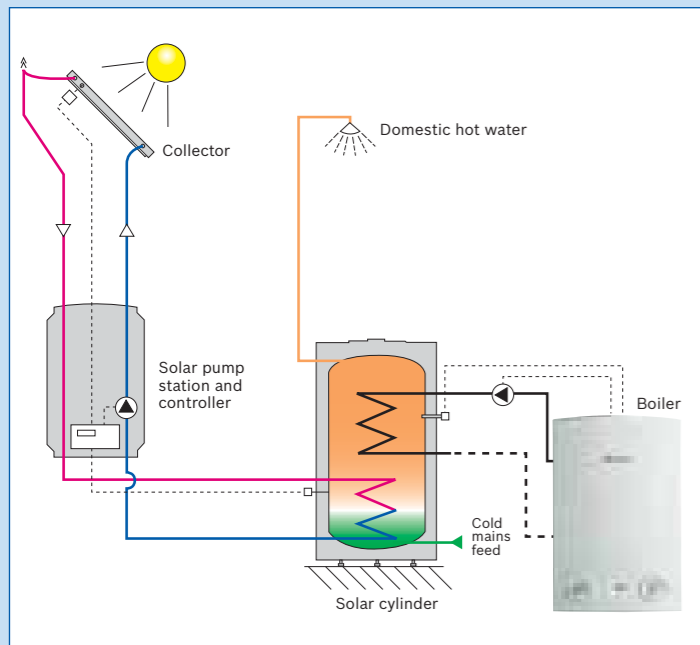 Collector
Domestic hot water
Solar pump
station and
controller
Boiler
Cold
mains
feed
Solar cylinder